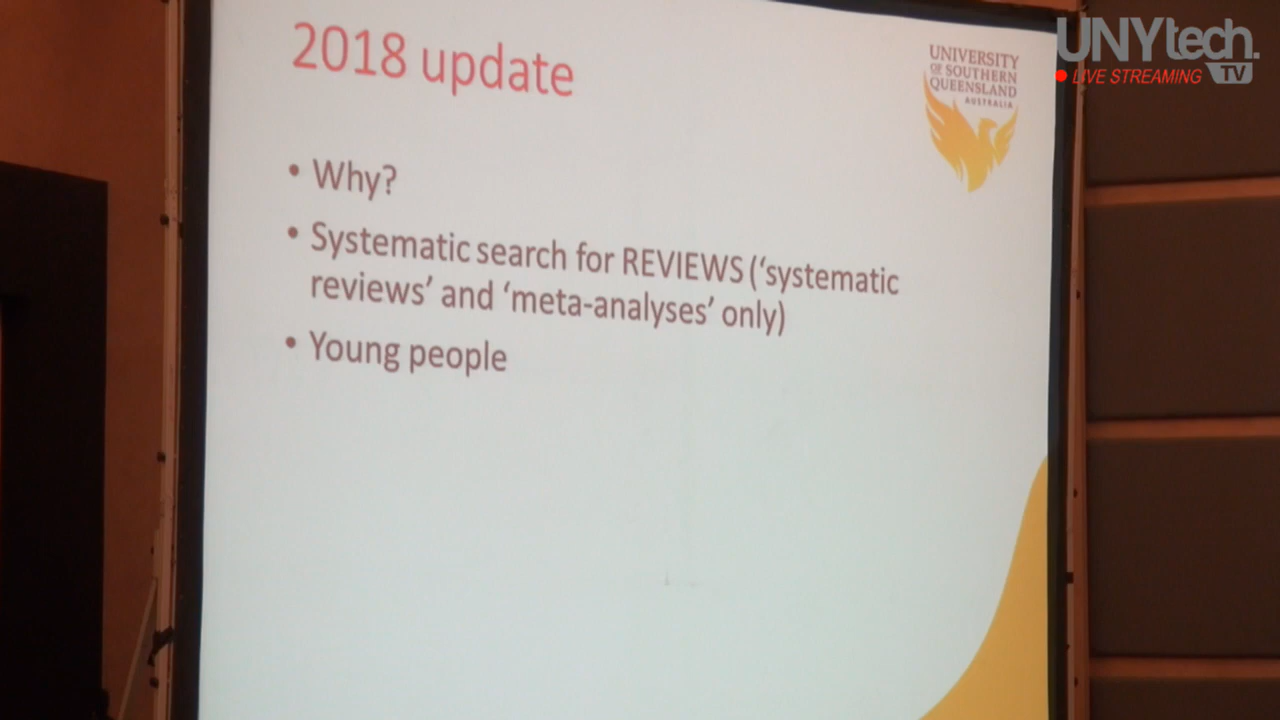 2018 update
UNIVERSITY
OF SOUTHERN
QUEENSLAND
AUSTRALIA
UNYtech.
LIVE STREAMING TV
• Why?
• Systematic search for REVIEWS (‘systematic
reviews’ and ‘meta-analyses’ only)
• Young people